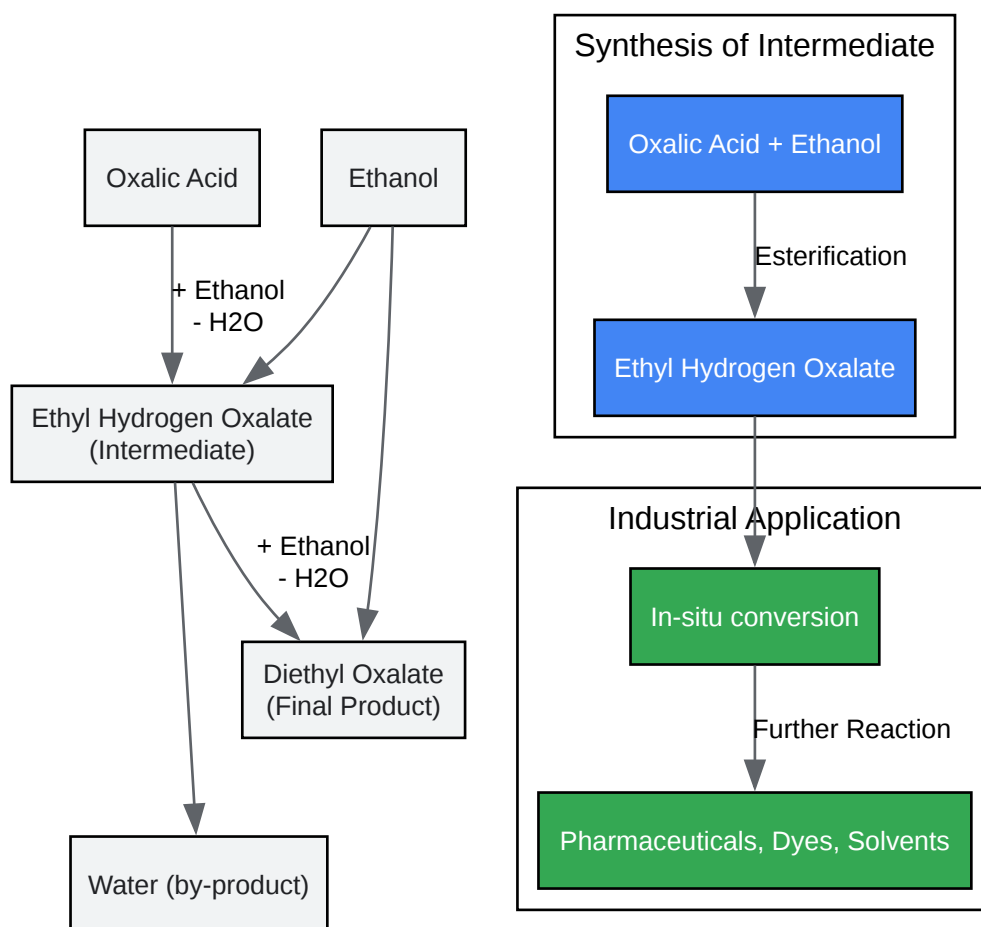 Oxalic Acid
Ethanol
+ Ethanol
- H2O
Ethyl Hydrogen Oxalate
(Intermediate)
+ Ethanol
- H2O
Diethyl Oxalate
(Final Product)
Water (by-product)
Synthesis of Intermediate
Oxalic Acid + Ethanol
Esterification
Ethyl Hydrogen Oxalate
Industrial Application
In-situ conversion
Further Reaction
Pharmaceuticals, Dyes, Solvents